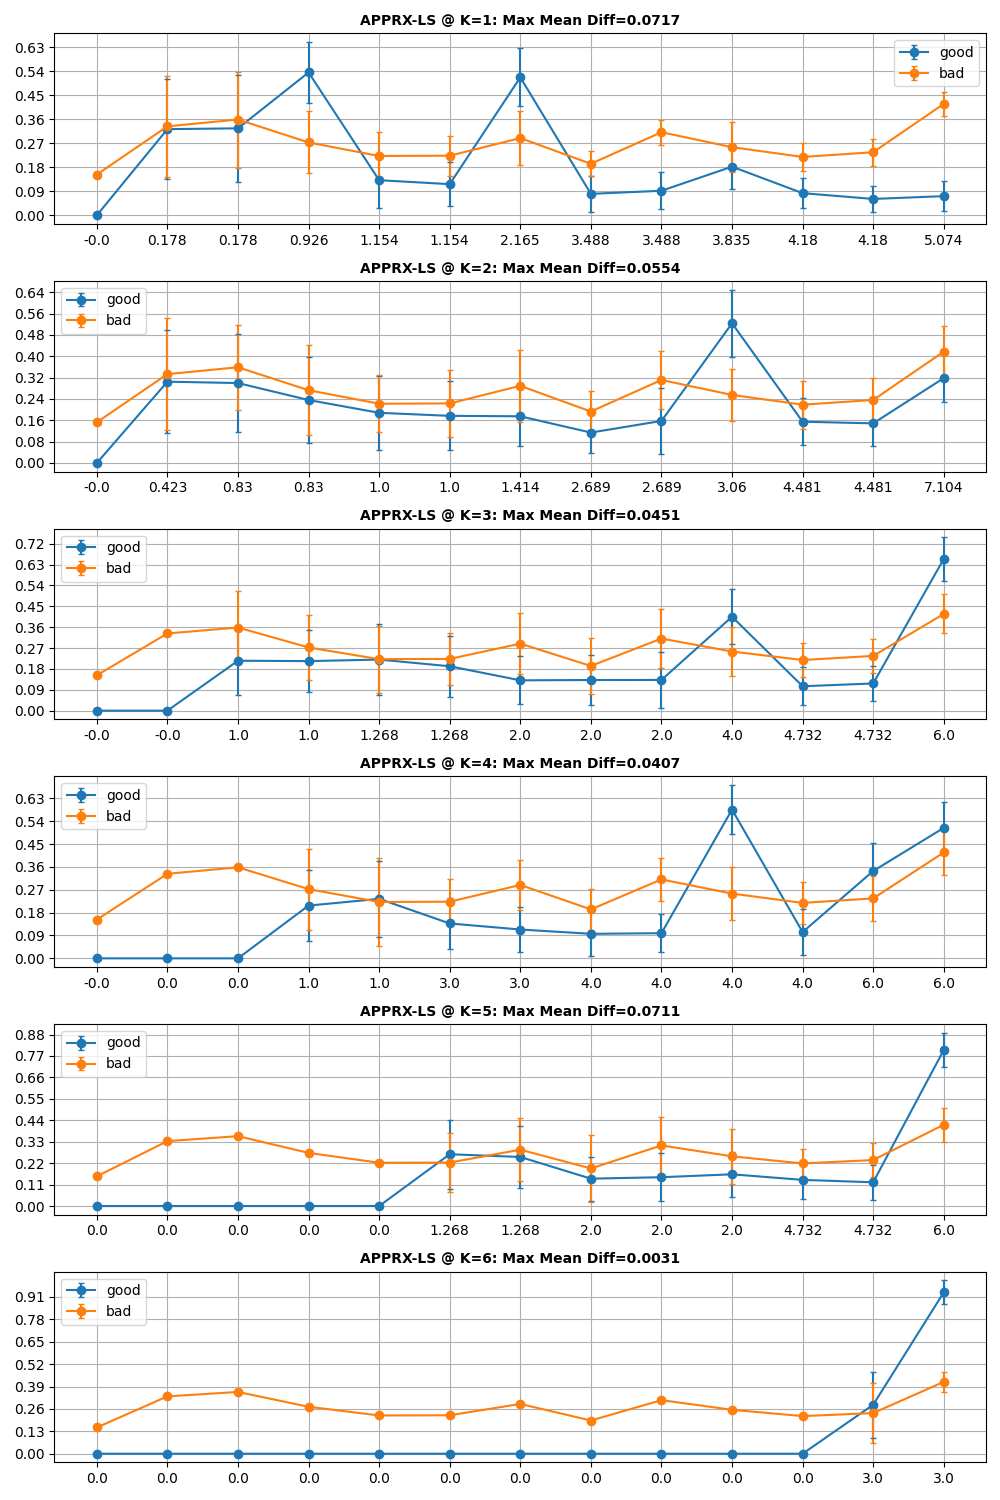 APPRX-LS @ K=1: Max Mean Diff=0.0717
0.63
0.54
0.45
0.36
0.27
0.18
0.09
0.00
good
bad
-0.0 0.178 0.178 0.926 1.154 1.154 2.165 3.488 3.488 3.835 4.18 4.18 5.074
APPRX-LS @ K=2: Max Mean Diff=0.0554
0.64
0.56
0.48
0.40
0.32
0.24
0.16
0.08
0.00
good
bad
-0.0 0.423 0.83 0.83 1.0 1.0 1.414 2.689 2.689 3.06 4.481 4.481 7.104
APPRX-LS @ K=3: Max Mean Diff=0.0451
0.72
0.63
0.54
0.45
0.36
0.27
0.18
0.09
0.00
good
bad
-0.0 -0.0 1.0 1.0 1.268 1.268 2.0 2.0 2.0 4.0 4.732 4.732 6.0
APPRX-LS @ K=4: Max Mean Diff=0.0407
0.63
0.54
0.45
0.36
0.27
0.18
0.09
0.00
good
bad
-0.0 0.0 0.0 1.0 1.0 3.0 3.0 4.0 4.0 4.0 4.0 6.0 6.0
APPRX-LS @ K=5: Max Mean Diff=0.0711
0.88
0.77
0.66
0.55
0.44
0.33
0.22
0.11
0.00
good
bad
0.0 0.0 0.0 0.0 0.0 1.268 1.268 2.0 2.0 2.0 4.732 4.732 6.0
APPRX-LS @ K=6: Max Mean Diff=0.0031
0.91
0.78
0.65
0.52
0.39
0.26
0.13
0.00
good
bad
0.0 0.0 0.0 0.0 0.0 0.0 0.0 0.0 0.0 0.0 0.0 3.0 3.0